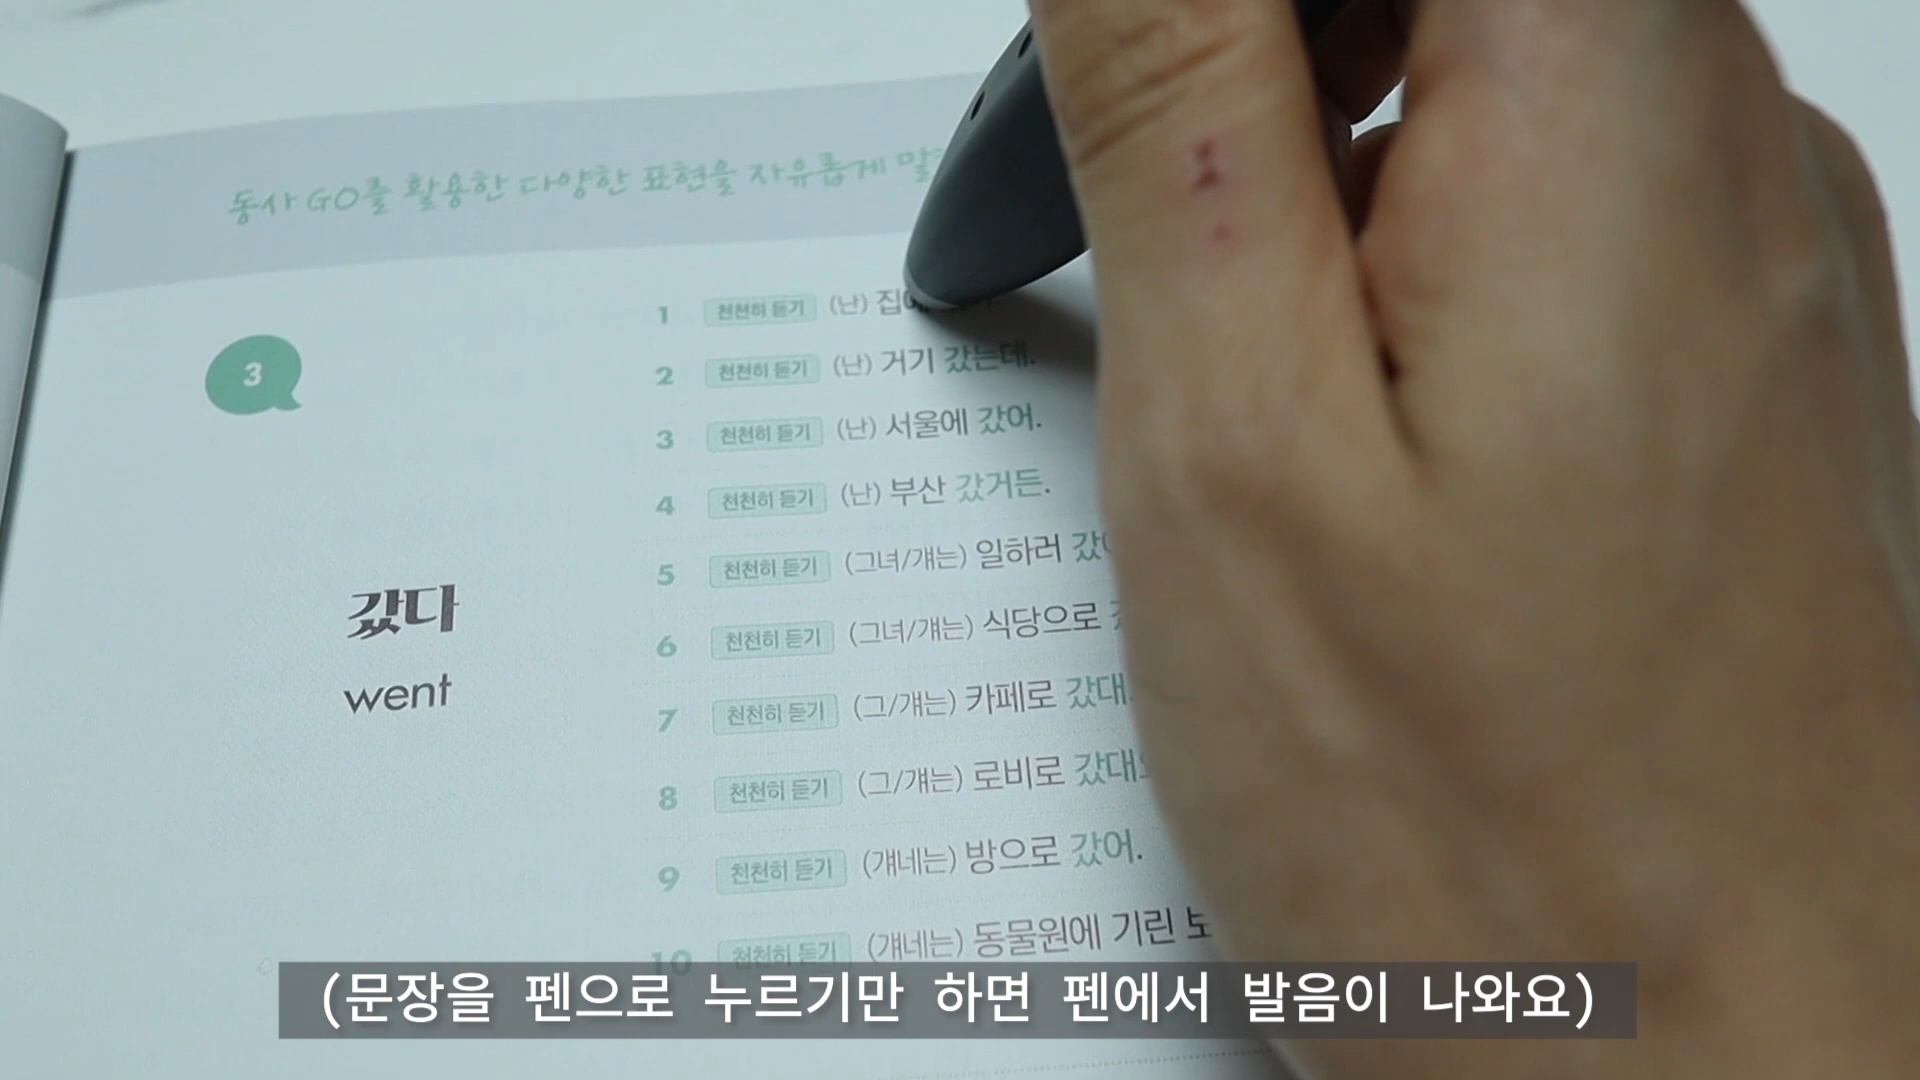 동사 GO를 활용한 다양한 표현을 자유롭게
3
갔다
went
1 천천히 듣기 (난)
2 천천히 듣기 (난) 거기 갔는데.
3 천천히 듣기 (난) 서울에 갔어.
4 천천히 듣기 (난) 부산 갔거든.
5 천천히 듣기 (그녀/걔는) 일하러
6 천천히 듣기 (그녀/걔는) 식당으로
7 천천히 듣기 (그/걔는) 카페로 갔대.
8 천천히 듣기 (그/걔는) 로비로
9 천천히 듣기 (걔네는) 방으로 갔어.
10 천천히 듣기 (걔네는) 동물원에 기린
(문장을 펜으로 누르기만 하면 펜에서 발음이 나와요)